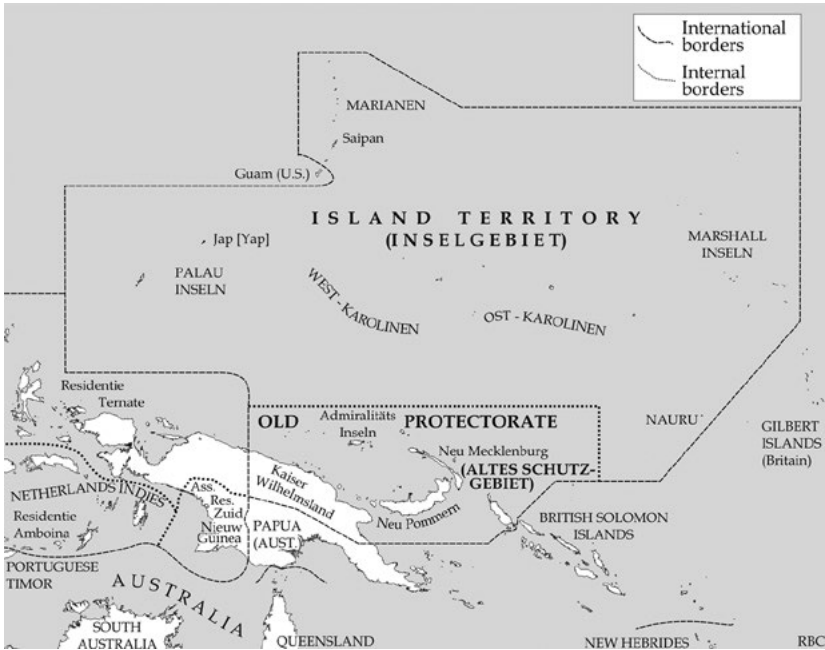 International
borders
Internal
borders
MARIANEN
Saipan
Guam (U.S.)
ISLAND TERRITORY
(INSELGEBIET)
Jap [Yap]
MARSHALL
INSELN
PALAU
INSELN
WEST - KAROLINEN
OST - KAROLINEN
Residentie
Ternate
OLD
Admiralitäts
Inseln
PROTECTORATE
NAURU
GILBERT
ISLANDS
(Britain)
Neu Mecklenburg
(ALTES SCHUTZ-
GEBIET)
Kaiser
Wilhelmsland
NETHERLANDS INDIES
Ass.
Res.
Zuid
Nieuw
Guinea
Residentie
Amboina
PAPUA
(AUST.)
Neu Pommern
BRITISH SOLOMON
ISLANDS
PORTUGUESE
TIMOR
AUSTRALIA
SOUTH
AUSTRALIA
QUEENSLAND
NEW HEBRIDES
RBC